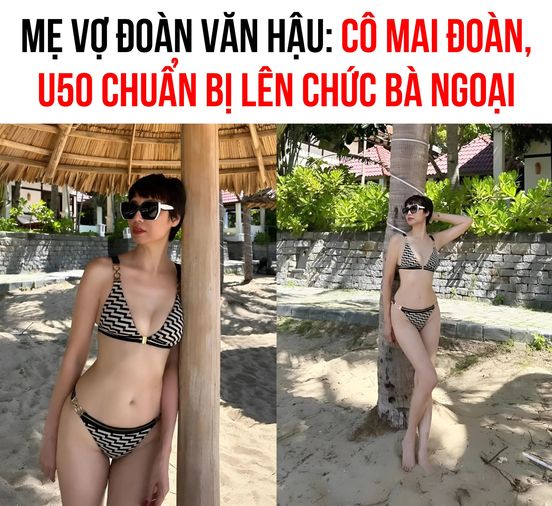 MẸ VỢ ĐOÀN VĂN HẬU: CÔ MAI ĐOÀN,
U50 CHUẨN BỊ LÊN CHỨC BÀ NGOẠI